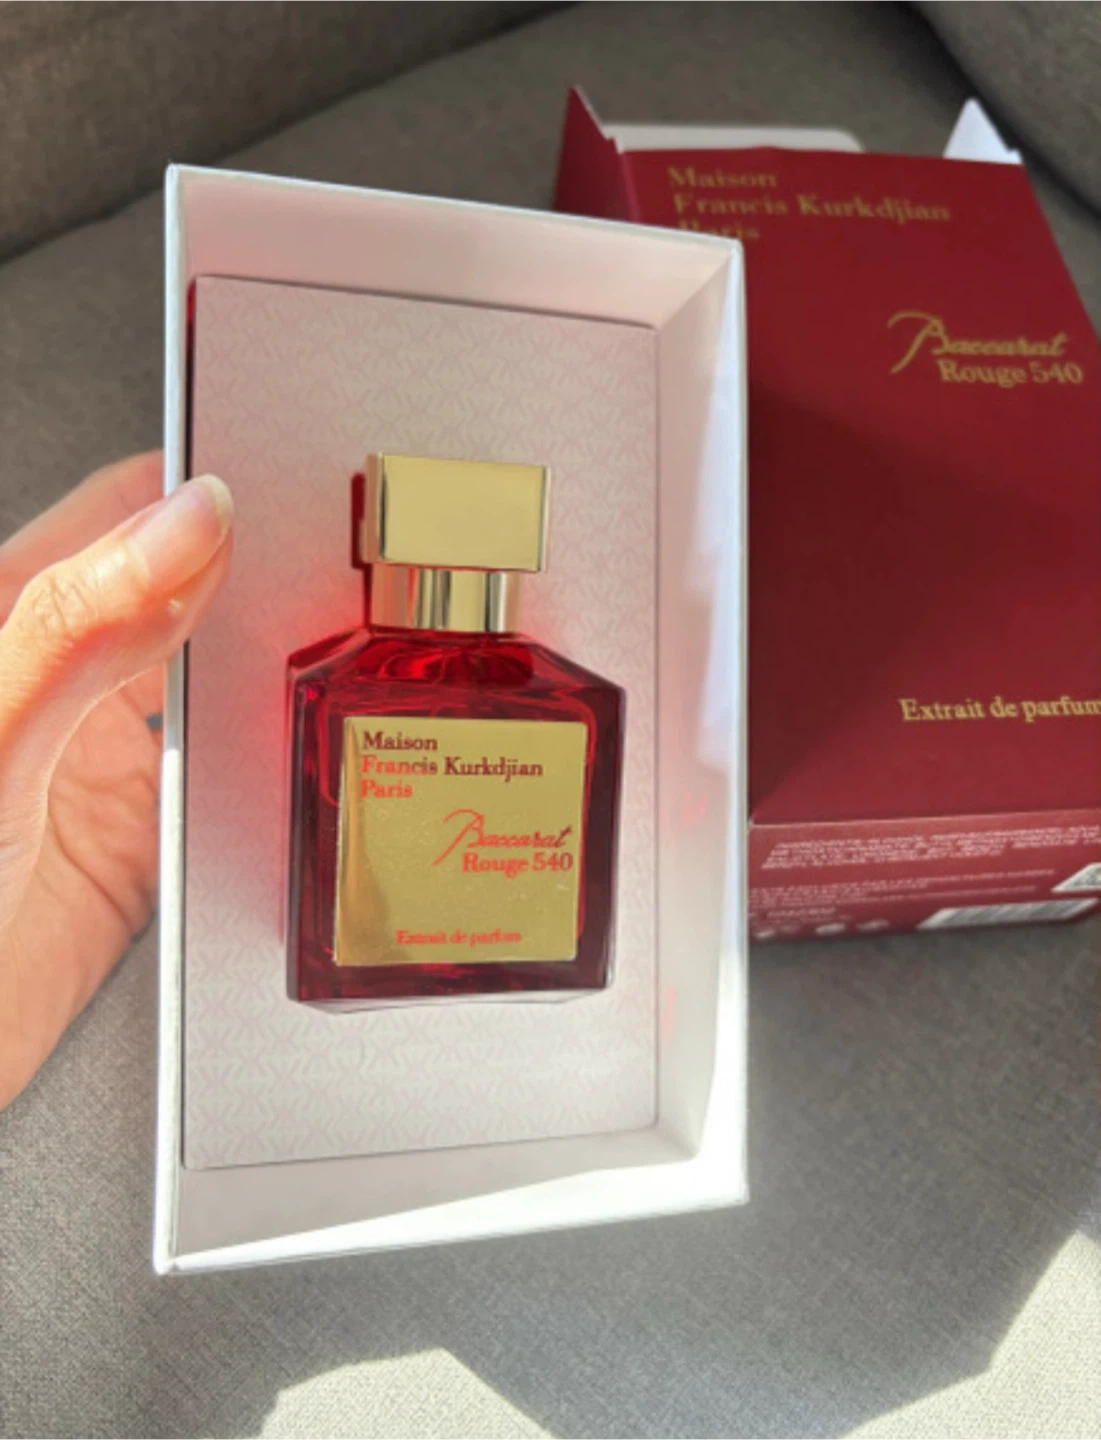 Maison
Francis Kurkdjian
Paris
Baccarat
Rouge 540
Extrait de parfum
Maison
Francis Kurkdjian
Paris
Baccarat
Rouge 540
Extrait de parfum